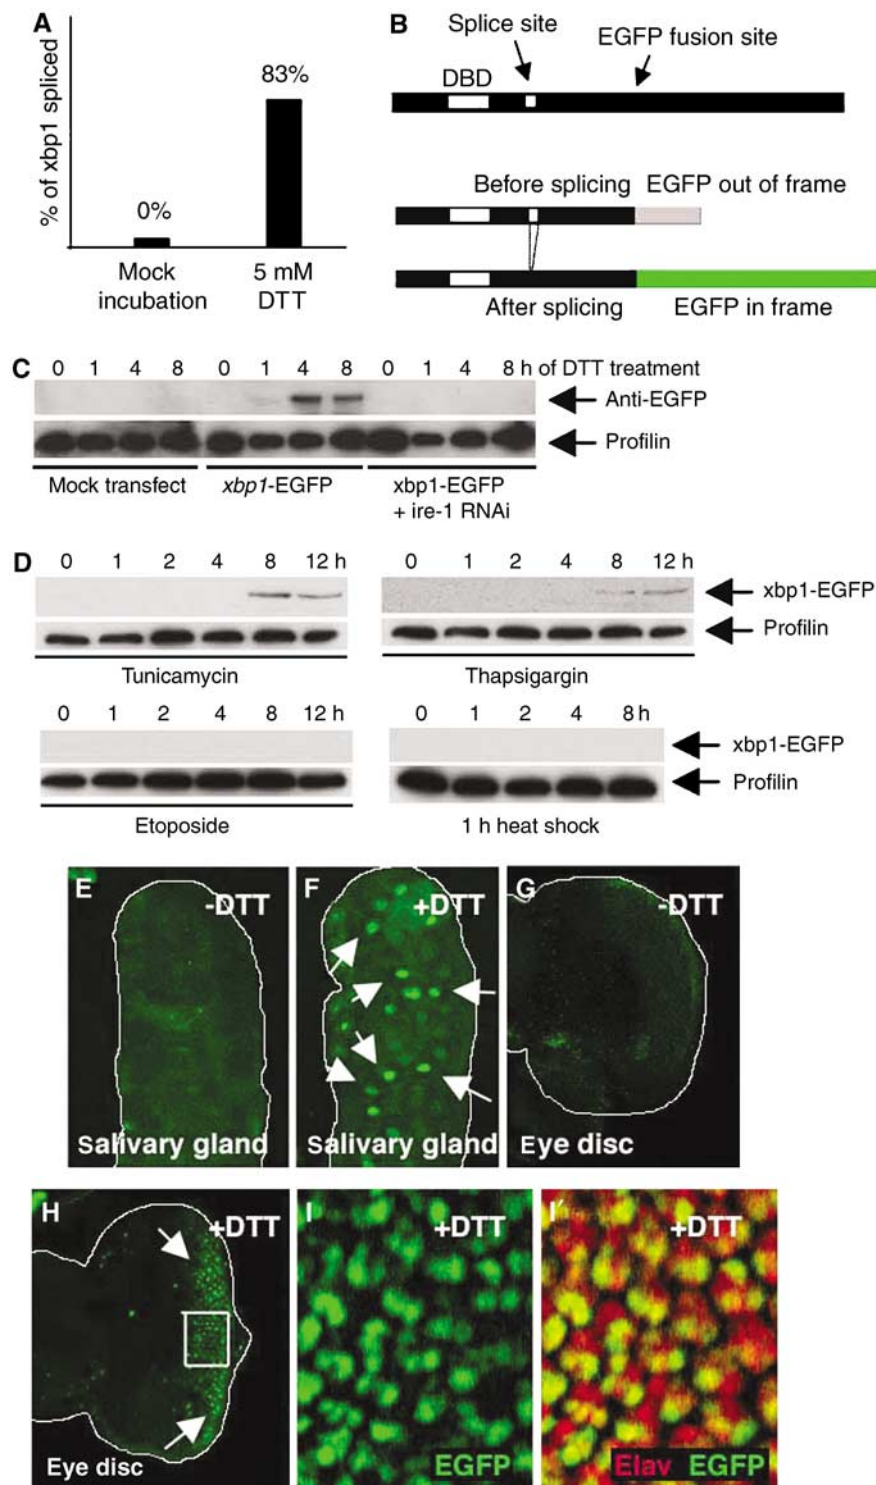 A
% of xbp1 spliced
0%
83%
Mock incubation
5 mM DTT
B
Splice site
EGFP fusion site
DBD
Before splicing
EGFP out of frame
After splicing
EGFP in frame
C
0 1 4 8 0 1 4 8 0 1 4 8 h of DTT treatment
Anti-EGFP
Profilin
Mock transfect
xbp1-EGFP
xbp1-EGFP
+ ire-1 RNAi
D
0 1 2 4 8 12 h
0 1 2 4 8 12 h
xbp1-EGFP
Profilin
Tunicamycin
Thapsigargin
0 1 2 4 8 12 h
0 1 2 4 8 h
xbp1-EGFP
Profilin
Etoposide
1 h heat shock
E
-DTT
Salivary gland
F
+DTT
Salivary gland
G
-DTT
Eye disc
H
+DTT
Eye disc
I
+DTT
EGFP
I'
+DTT
Elav EGFP